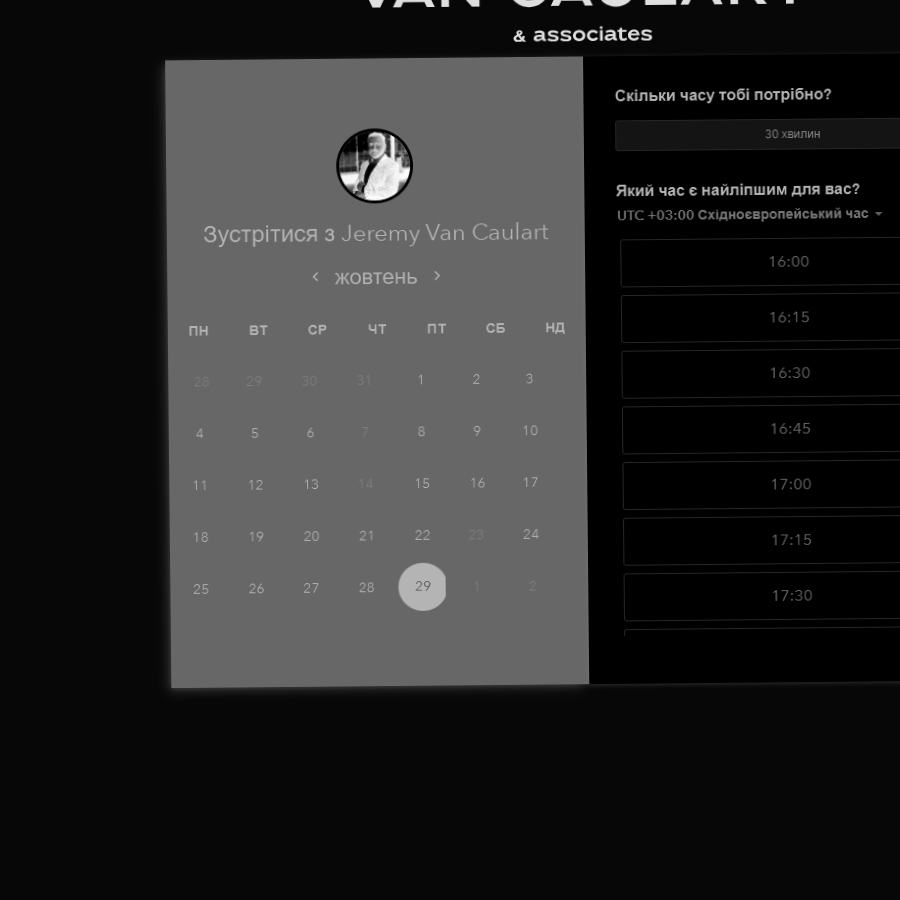 VAN CAULART
& associates
Зустрітися з Jeremy Van Caulart
жовтень
ПН ВТ СР ЧТ ПТ СБ НД
28 29 30 31 1 2 3
4 5 6 7 8 9 10
11 12 13 14 15 16 17
18 19 20 21 22 23 24
25 26 27 28 29 1 2
Скільки часу тобі потрібно?
30 хвилин
Який час є найліпшим для вас?
UTC +03:00 Східноєвропейський час
16:00
16:15
16:30
16:45
17:00
17:15
17:30